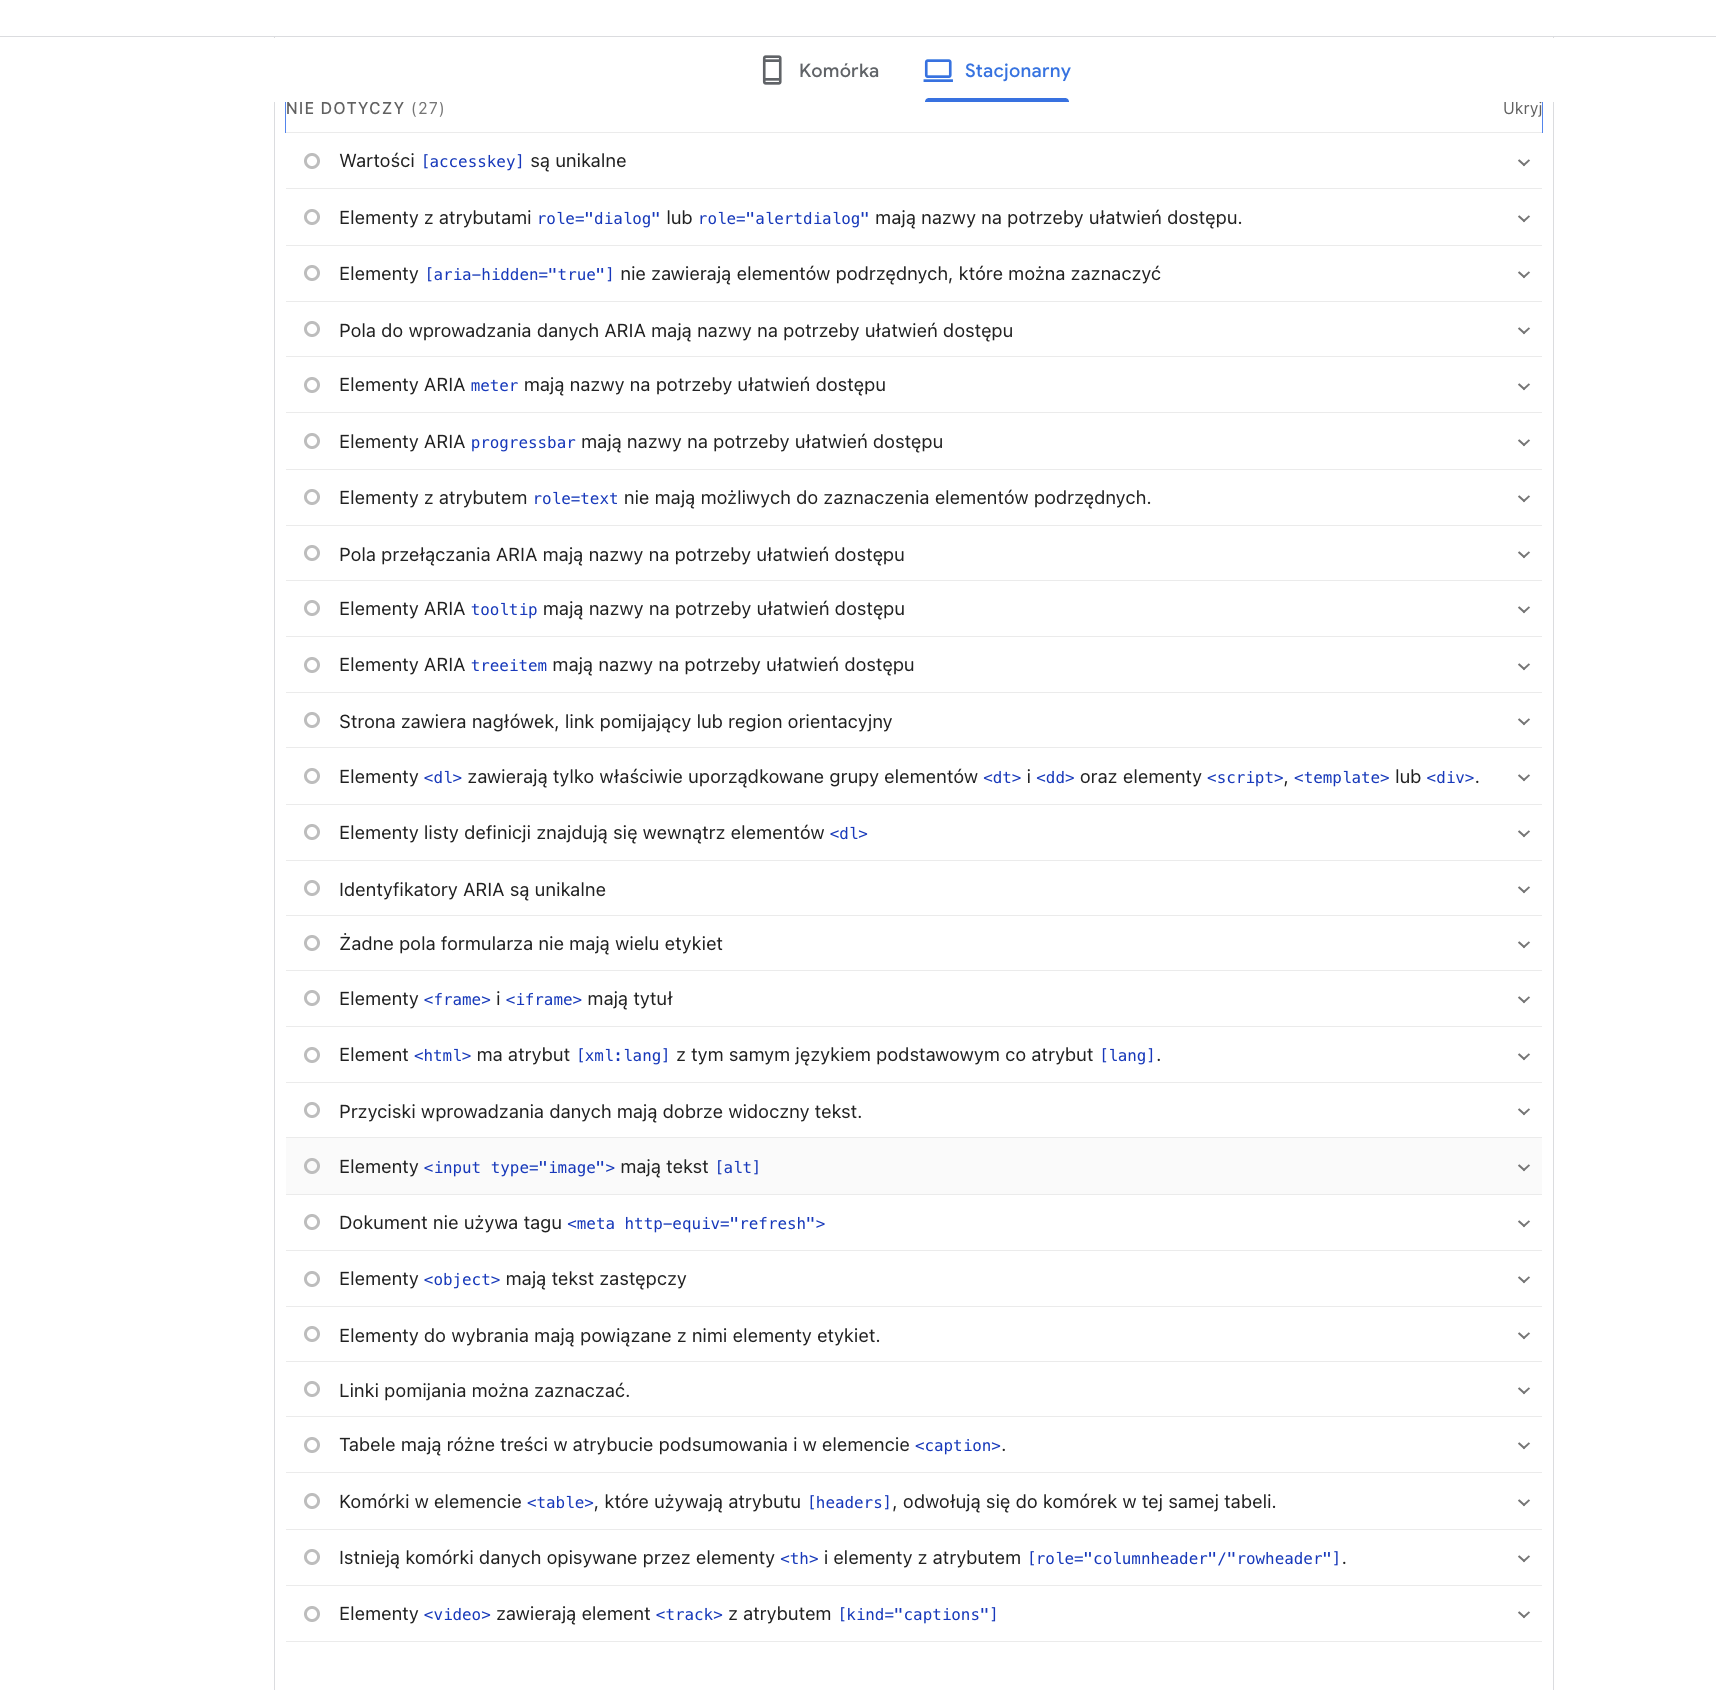 Komórka
Stacjonarny
NIE DOTYCZY (27)
Ukryj
Wartości [accesskey] są unikalne
Elementy z atrybutami role="dialog" lub role="alertdialog" mają nazwy na potrzeby ułatwień dostępu.
Elementy [aria-hidden="true"] nie zawierają elementów podrzędnych, które można zaznaczyć
Pola do wprowadzania danych ARIA mają nazwy na potrzeby ułatwień dostępu
Elementy ARIA meter mają nazwy na potrzeby ułatwień dostępu
Elementy ARIA progressbar mają nazwy na potrzeby ułatwień dostępu
Elementy z atrybutem role=text nie mają możliwych do zaznaczenia elementów podrzędnych.
Pola przełączania ARIA mają nazwy na potrzeby ułatwień dostępu
Elementy ARIA tooltip mają nazwy na potrzeby ułatwień dostępu
Elementy ARIA treeitem mają nazwy na potrzeby ułatwień dostępu
Strona zawiera nagłówek, link pomijający lub region orientacyjny
Elementy <dl> zawierają tylko właściwie uporządkowane grupy elementów <dt> i <dd> oraz elementy <script>, <template> lub <div>.
Elementy listy definicji znajdują się wewnątrz elementów <dl>
Identyfikatory ARIA są unikalne
Żadne pola formularza nie mają wielu etykiet
Elementy <frame> i <iframe> mają tytuł
Element <html> ma atrybut [xml:lang] z tym samym językiem podstawowym co atrybut [lang].
Przyciski wprowadzania danych mają dobrze widoczny tekst.
Elementy <input type="image"> mają tekst [alt]
Dokument nie używa tagu <meta http-equiv="refresh">
Elementy <object> mają tekst zastępczy
Elementy do wybrania mają powiązane z nimi elementy etykiet.
Linki pomijania można zaznaczać.
Tabele mają różne treści w atrybucie podsumowania i w elemencie <caption>.
Komórki w elemencie <table>, które używają atrybutu [headers], odwołują się do komórek w tej samej tabeli.
Istnieją komórki danych opisywane przez elementy <th> i elementy z atrybutem [role="columnheader"/"rowheader"].
Elementy <video> zawierają element <track> z atrybutem [kind="captions"]